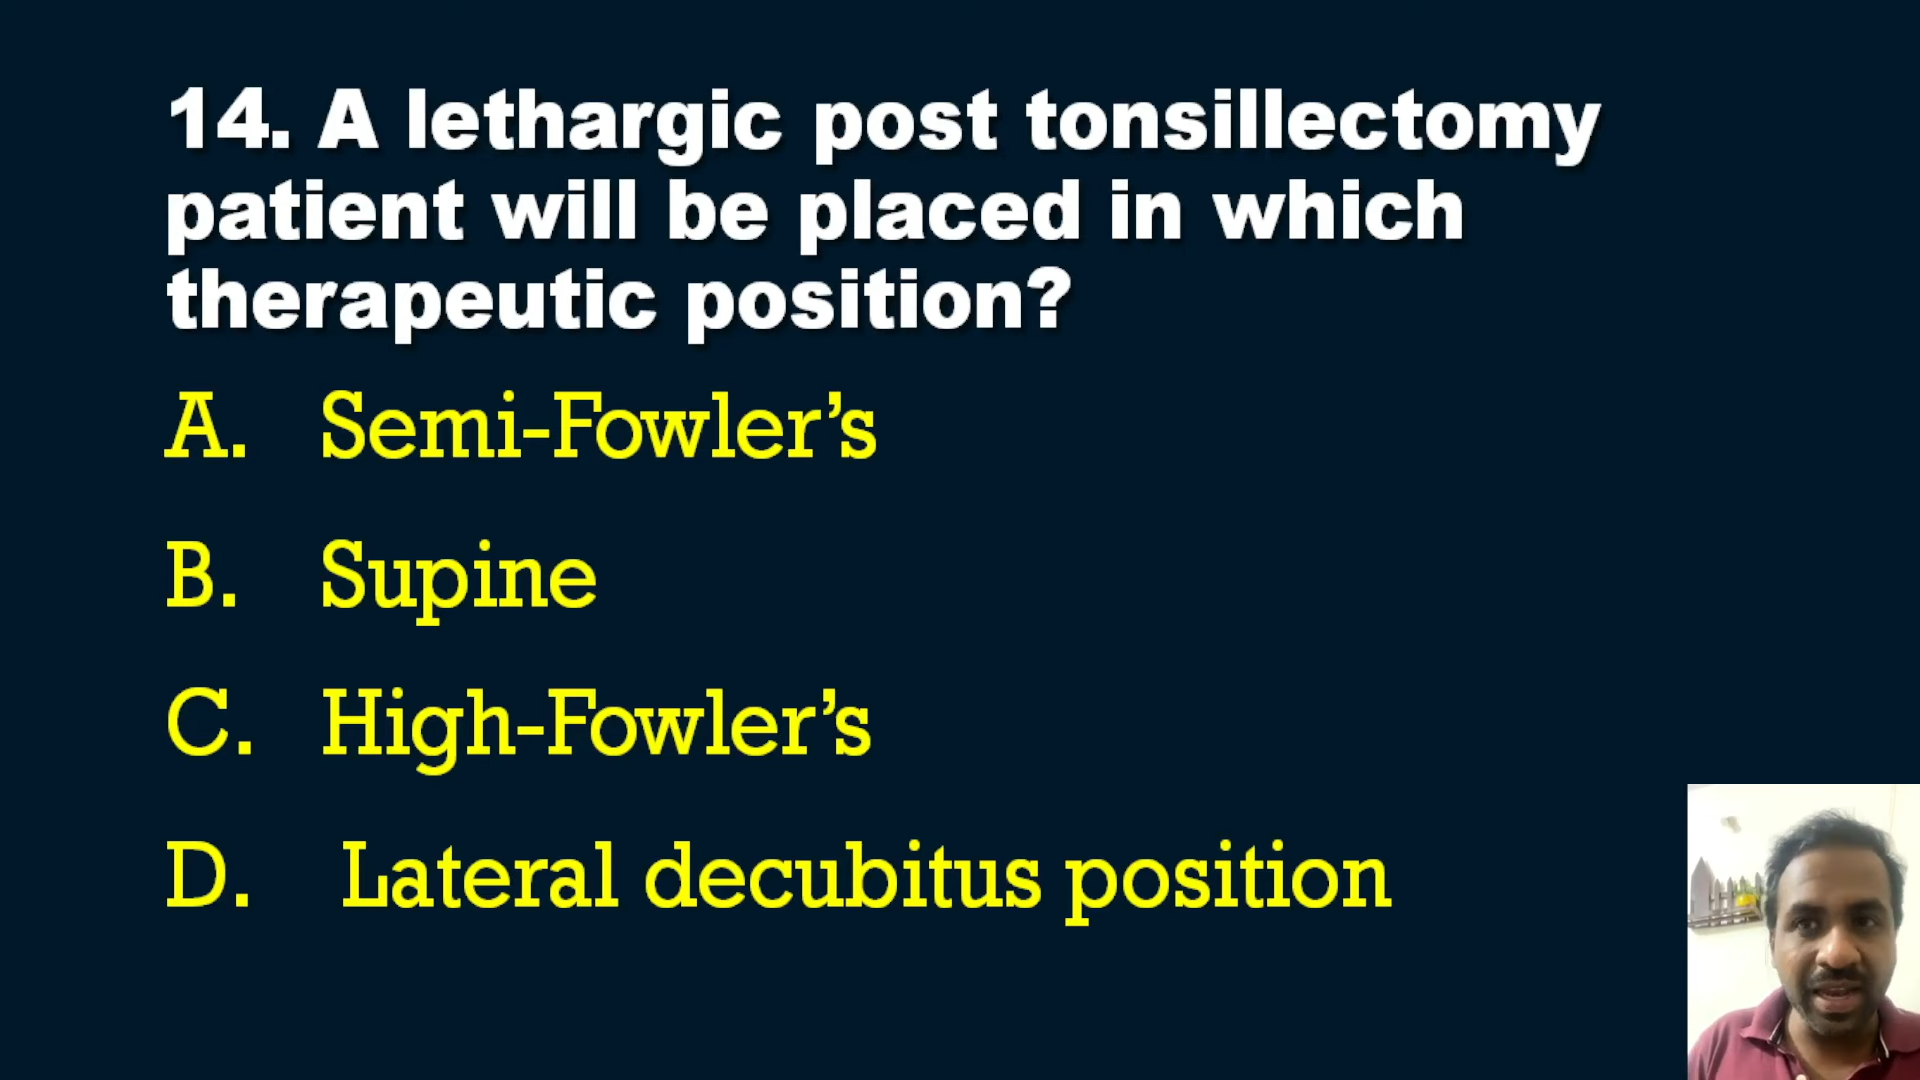 14. A lethargic post tonsillectomy
patient will be placed in which
therapeutic position?
A. Semi-Fowler’s
B. Supine
C. High-Fowler’s
D. Lateral decubitus position